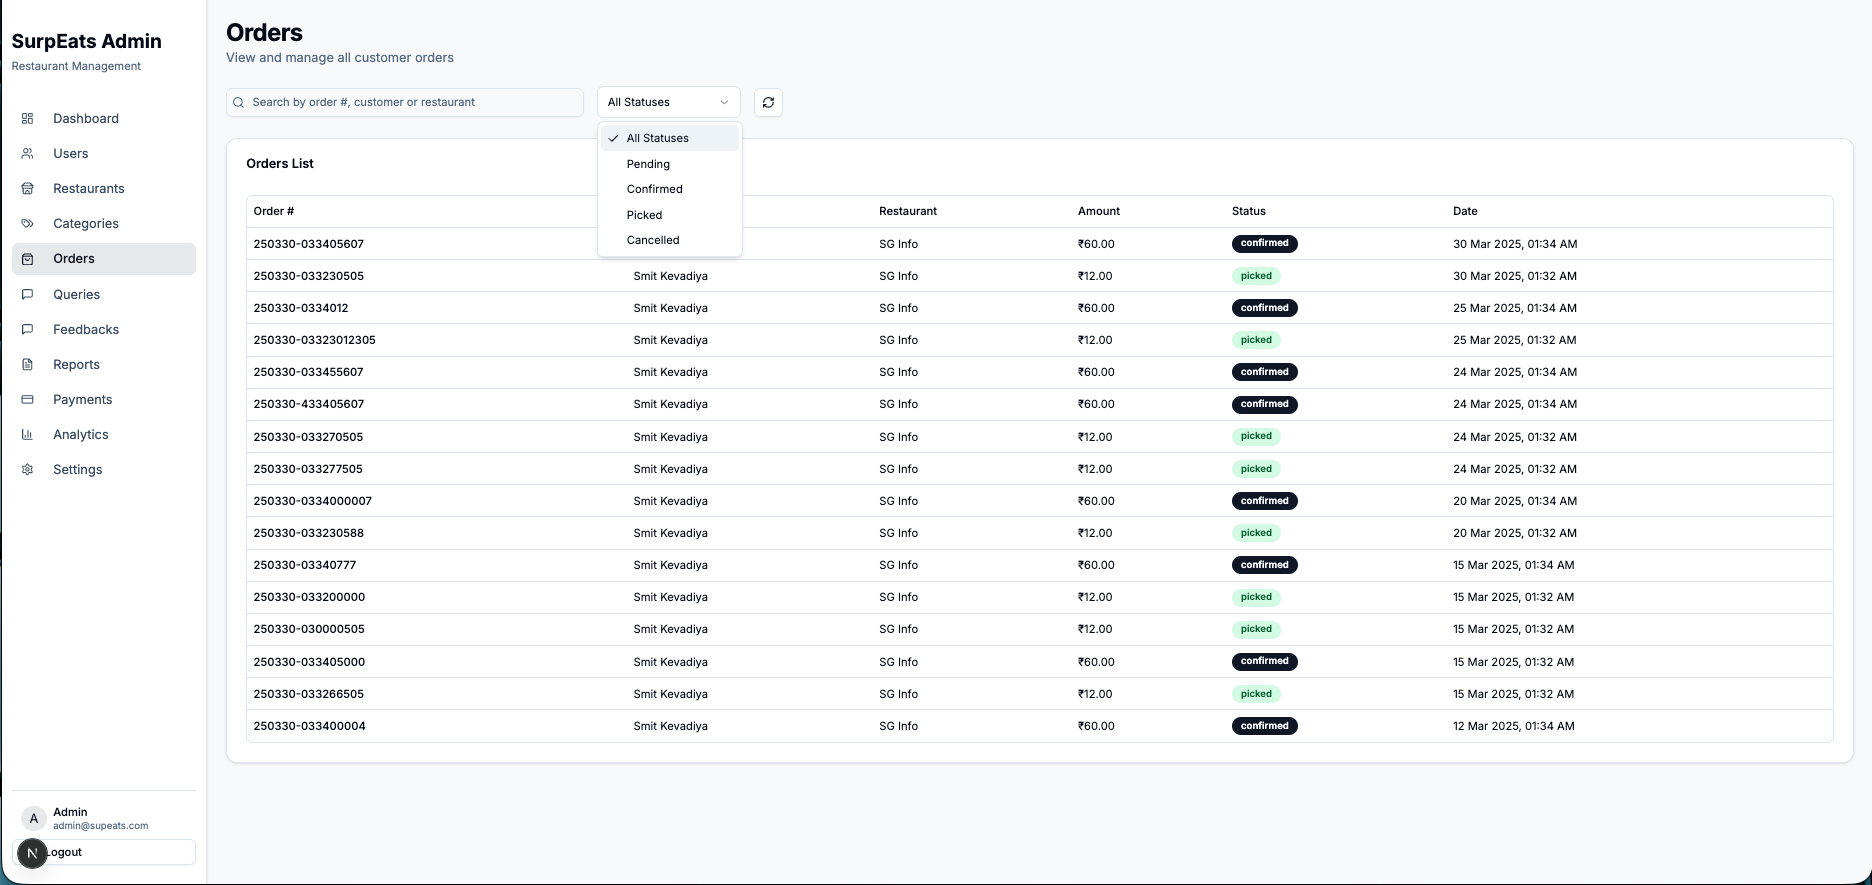 SurpEats Admin
Restaurant Management
Dashboard
Users
Restaurants
Categories
Orders
Queries
Feedbacks
Reports
Payments
Analytics
Settings
A
Admin
admin@supeats.com
N
Logout
Orders
View and manage all customer orders
Search by order #, customer or restaurant
All Statuses
All Statuses
Pending
Confirmed
Picked
Cancelled
Orders List
Order # Restaurant Amount Status Date
250330-033405607 SG Info ₹60.00 confirmed 30 Mar 2025, 01:34 AM
250330-033230505 Smit Kevadiya SG Info ₹12.00 picked 30 Mar 2025, 01:32 AM
250330-0334012 Smit Kevadiya SG Info ₹60.00 confirmed 25 Mar 2025, 01:34 AM
250330-03323012305 Smit Kevadiya SG Info ₹12.00 picked 25 Mar 2025, 01:32 AM
250330-033455607 Smit Kevadiya SG Info ₹60.00 confirmed 24 Mar 2025, 01:34 AM
250330-433405607 Smit Kevadiya SG Info ₹60.00 confirmed 24 Mar 2025, 01:34 AM
250330-033270505 Smit Kevadiya SG Info ₹12.00 picked 24 Mar 2025, 01:32 AM
250330-033277505 Smit Kevadiya SG Info ₹12.00 picked 24 Mar 2025, 01:32 AM
250330-0334000007 Smit Kevadiya SG Info ₹60.00 confirmed 20 Mar 2025, 01:34 AM
250330-033230588 Smit Kevadiya SG Info ₹12.00 picked 20 Mar 2025, 01:32 AM
250330-03340777 Smit Kevadiya SG Info ₹60.00 confirmed 15 Mar 2025, 01:34 AM
250330-033200000 Smit Kevadiya SG Info ₹12.00 picked 15 Mar 2025, 01:32 AM
250330-030000505 Smit Kevadiya SG Info ₹12.00 picked 15 Mar 2025, 01:32 AM
250330-033405000 Smit Kevadiya SG Info ₹60.00 confirmed 15 Mar 2025, 01:32 AM
250330-033266505 Smit Kevadiya SG Info ₹12.00 picked 15 Mar 2025, 01:32 AM
250330-033400004 Smit Kevadiya SG Info ₹60.00 confirmed 12 Mar 2025, 01:34 AM